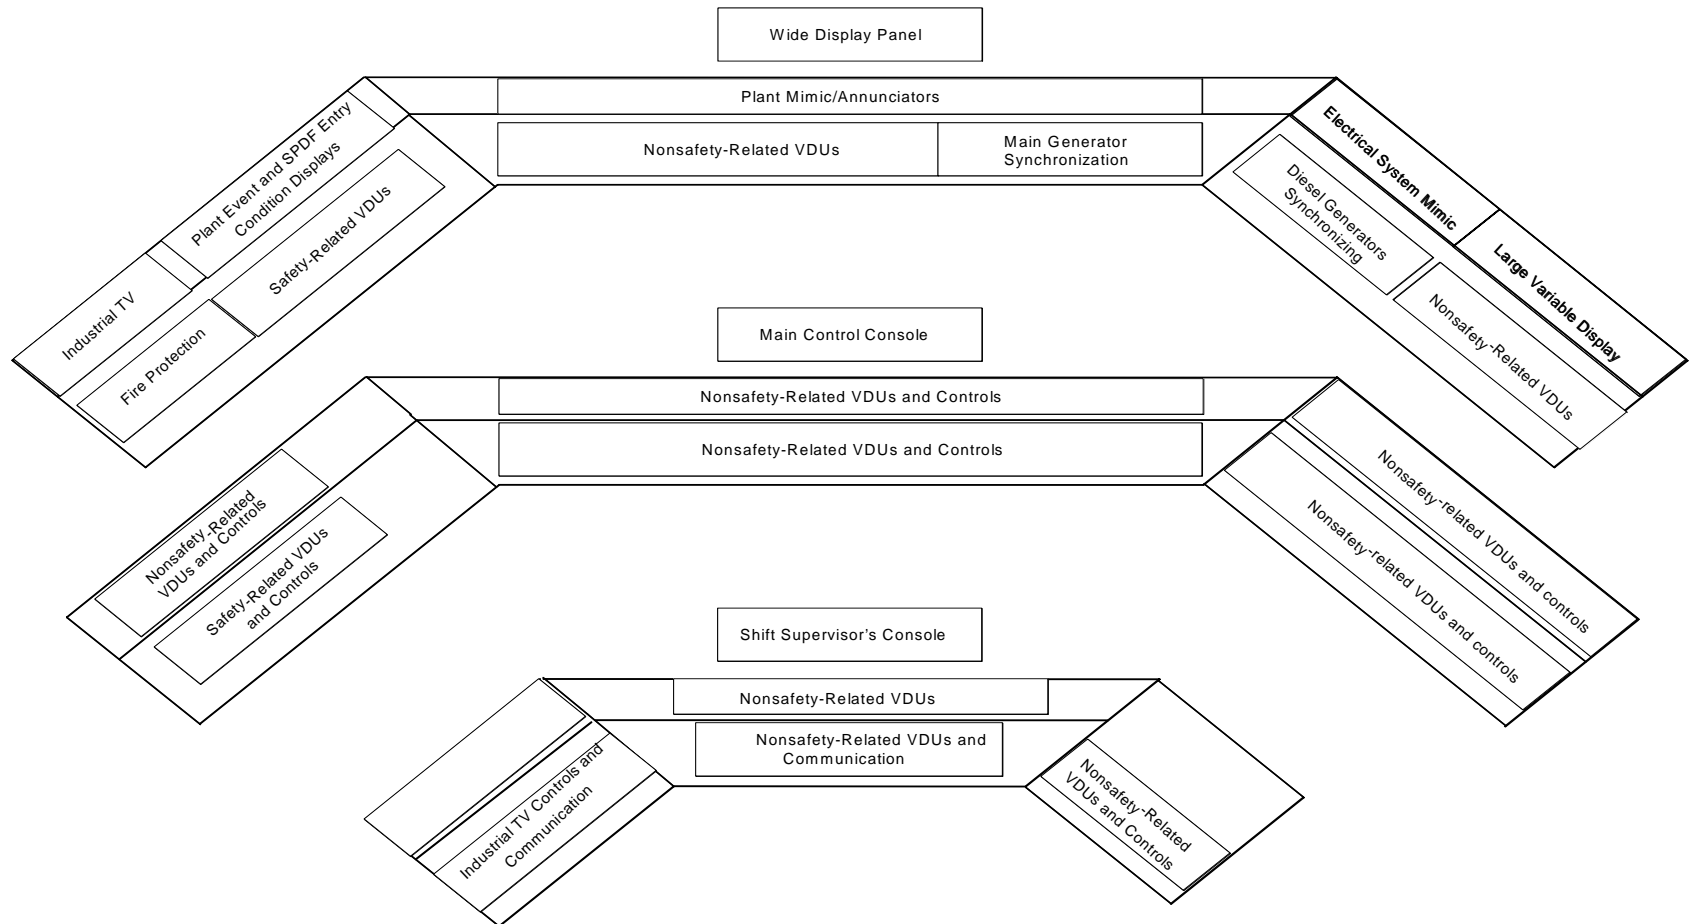 Wide Display Panel
Plant Mimic/Annunciators
Nonsafety-Related VDUs
Main Generator
Synchronization
Plant Event and SPDF Entry
Condition Displays
Safety-Related VDUs
Industrial TV
Fire Protection
Electrical System Mimic
Large Variable Display
Diesel Generators
Synchronizing
Nonsafety-Related VDUs
Main Control Console
Nonsafety-Related VDUs and Controls
Nonsafety-Related VDUs and Controls
Nonsafety-Related
VDUs and Controls
Safety-Related VDUs
and Controls
Nonsafety-related VDUs and controls
Nonsafety-related VDUs and controls
Shift Supervisor’s Console
Nonsafety-Related VDUs
Nonsafety-Related VDUs and
Communication
Industrial TV Controls and
Communication
Nonsafety-Related
VDUs and Controls